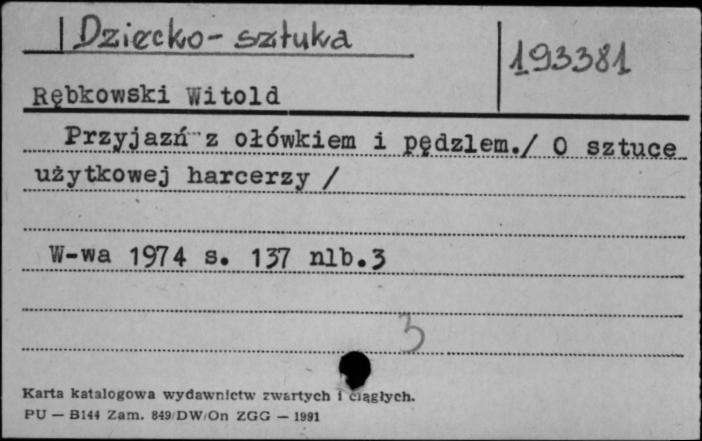 Dziecko - sztuka
193381
Rębkowski Witold
Przyjaźń z ołówkiem i pędzlem./ O sztuce
użytkowej harcerzy /
W-wa 1974 s. 137 nlb.3
3
Karta katalogowa wydawnictw zwartych i ciągłych.
PU — B144 Zam. 849/DW/On ZGG — 1991